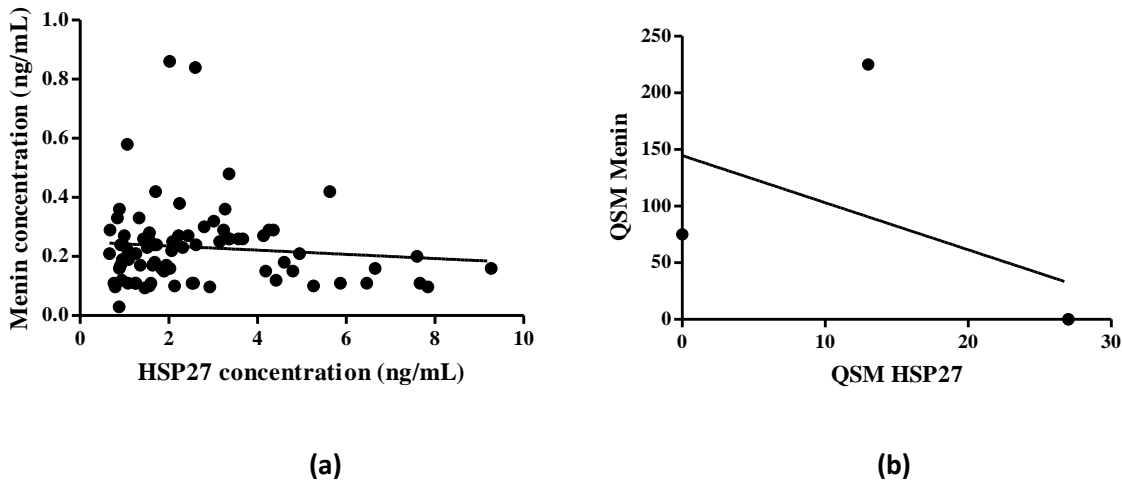 Menin concentration (ng/mL)
1.0
0.8
0.6
0.4
0.2
0.0
0 2 4 6 8 10
HSP27 concentration (ng/mL)
(a)
QSM Menin
250
200
150
100
50
0
0 10 20 30
QSM HSP27
(b)